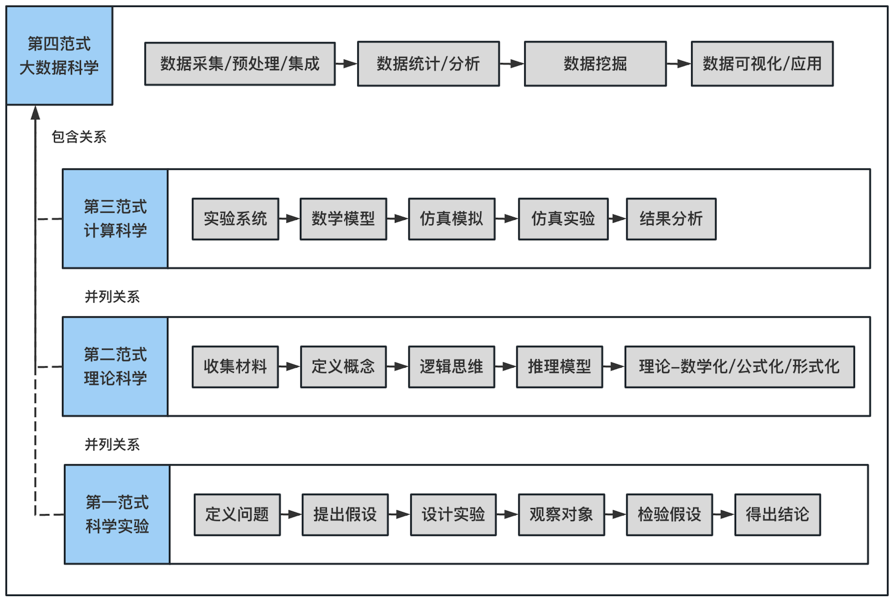 第四范式
大数据科学
数据采集/预处理/集成
数据统计/分析
数据挖掘
数据可视化/应用
包含关系
第三范式
计算科学
实验系统
数学模型
仿真模拟
仿真实验
结果分析
并列关系
第二范式
理论科学
收集材料
定义概念
逻辑思维
推理模型
理论–数学化/公式化/形式化
并列关系
第一范式
科学实验
定义问题
提出假设
设计实验
观察对象
检验假设
得出结论